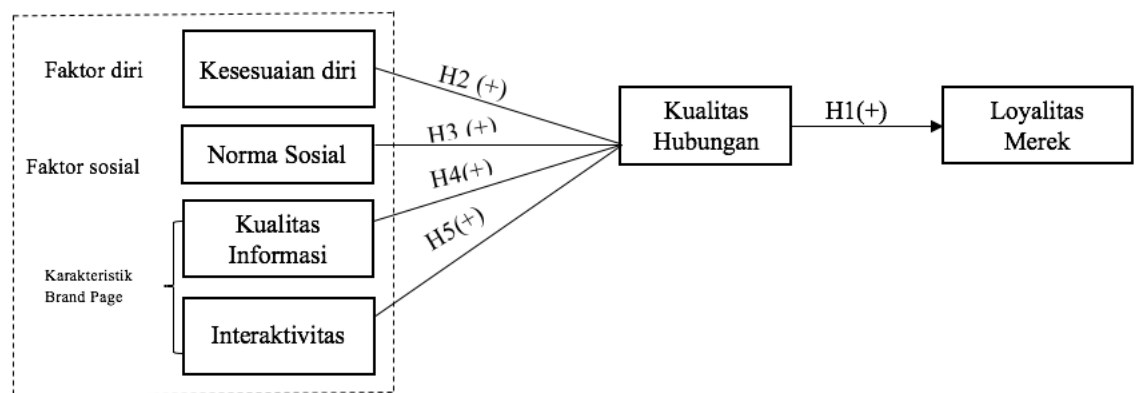 Faktor diri
Kesesuaian diri
H2 (+)
Faktor sosial
Norma Sosial
H3 (+)
Karakteristik
Brand Page
Kualitas
Informasi
H4(+)
Interaktivitas
H5(+)
Kualitas
Hubungan
H1(+)
Loyalitas
Merek